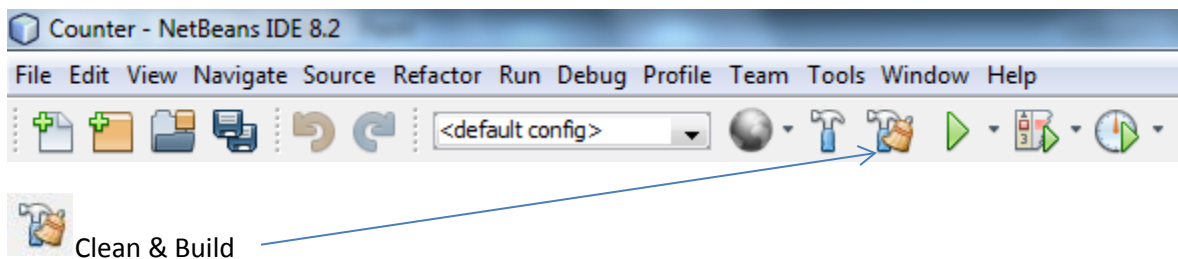 Counter - NetBeans IDE 8.2
File Edit View Navigate Source Refactor Run Debug Profile Team Tools Window Help
<default config>
Clean & Build